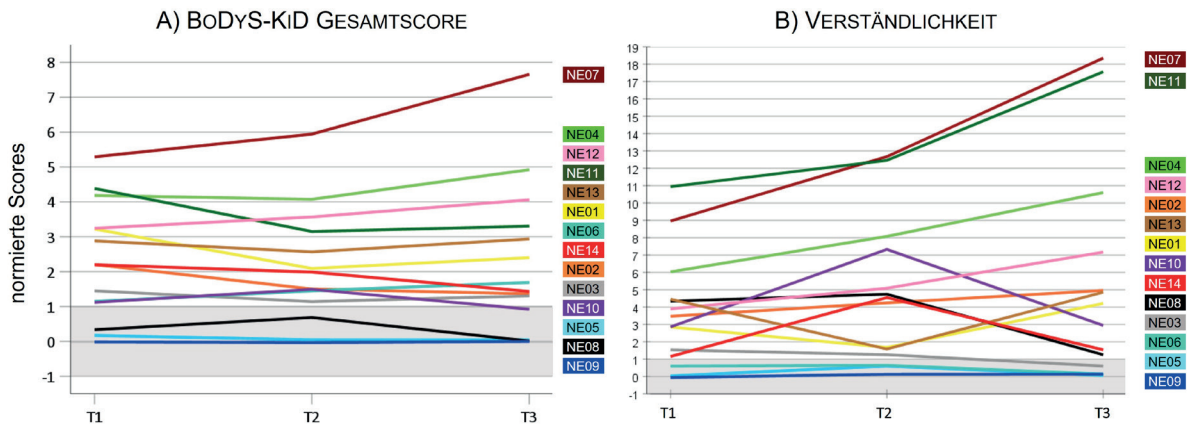 A) BODYS-KID GESAMTSCORE
normierte Scores
8
7
6
5
4
3
2
1
0
-1
T1 T2 T3
NE07
NE04
NE12
NE11
NE13
NE01
NE06
NE14
NE02
NE03
NE10
NE05
NE08
NE09
B) VERSTÄNDLICHKEIT
19
18
17
16
15
14
13
12
11
10
9
8
7
6
5
4
3
2
1
0
-1
T1 T2 T3
NE07
NE11
NE04
NE12
NE02
NE13
NE01
NE10
NE14
NE08
NE03
NE06
NE05
NE09